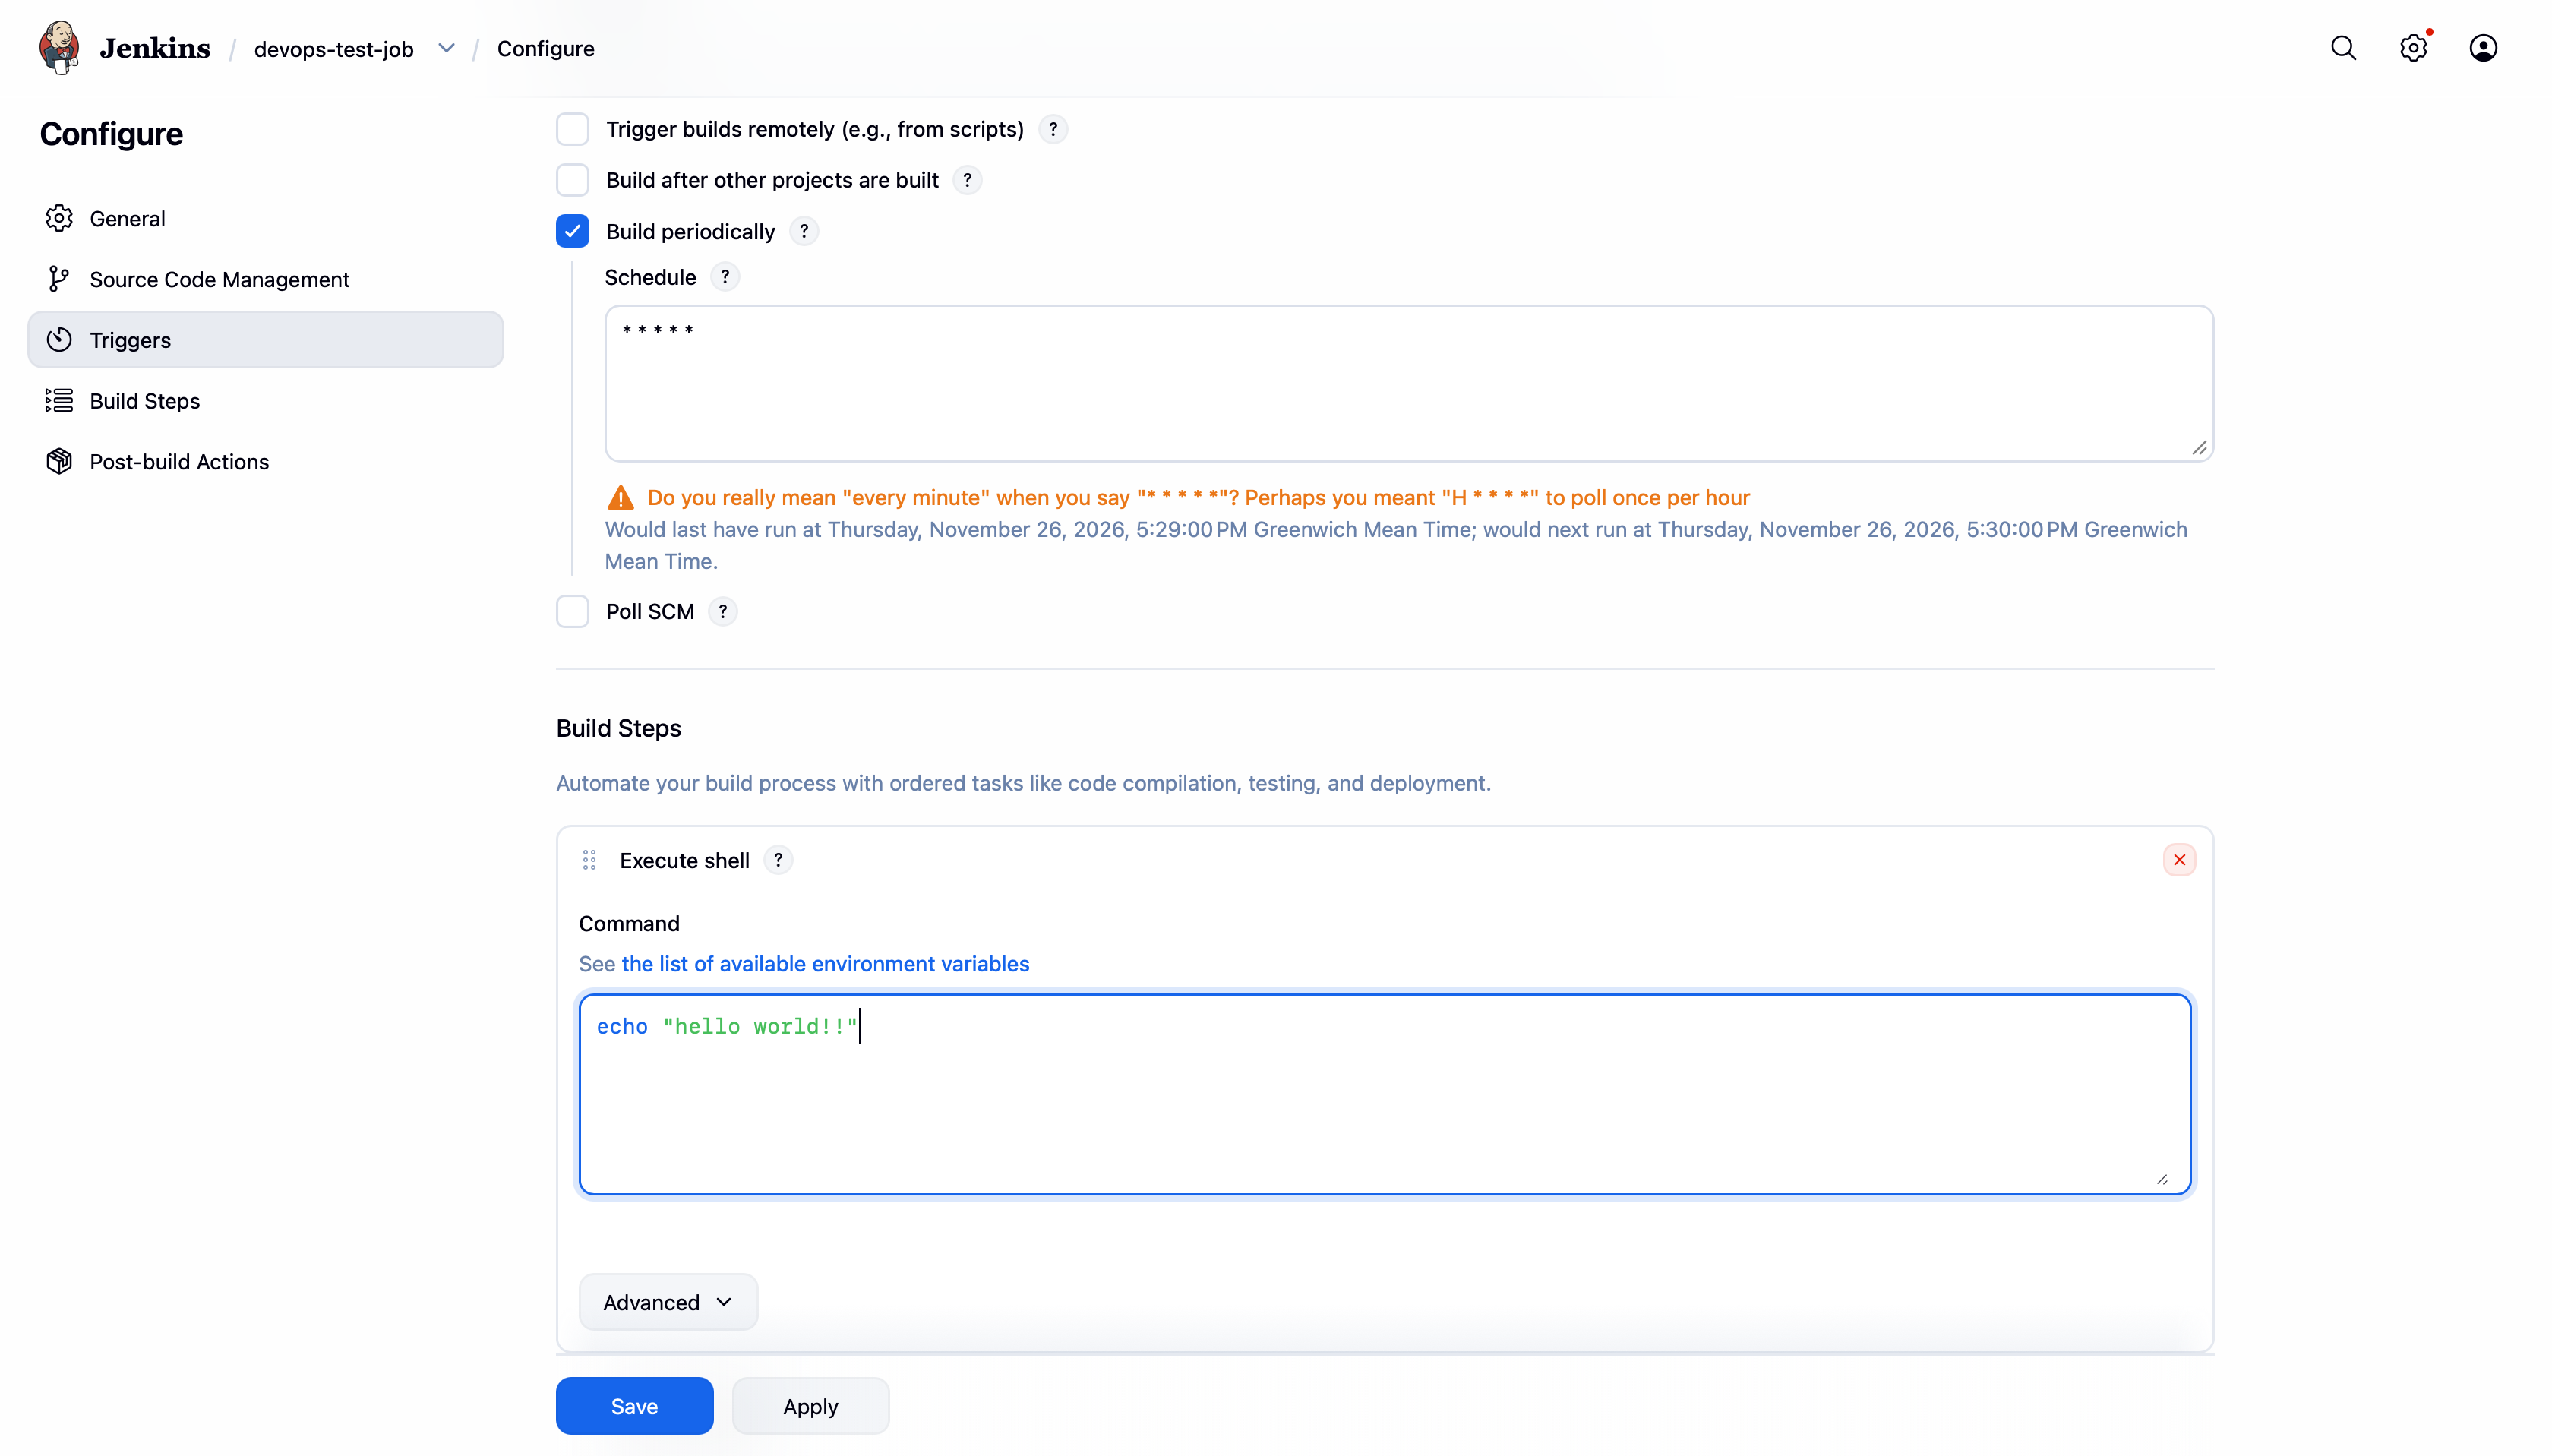 Jenkins / devops-test-job / Configure
Configure
General
Source Code Management
Triggers
Build Steps
Post-build Actions
Trigger builds remotely (e.g., from scripts) ?
Build after other projects are built ?
Build periodically ?
Schedule ?
* * * * *
Do you really mean "every minute" when you say "* * * * *"? Perhaps you meant "H * * * *" to poll once per hour
Would last have run at Thursday, November 26, 2026, 5:29:00 PM Greenwich Mean Time; would next run at Thursday, November 26, 2026, 5:30:00 PM Greenwich
Mean Time.
Poll SCM ?
Build Steps
Automate your build process with ordered tasks like code compilation, testing, and deployment.
Execute shell ?
Command
See the list of available environment variables
echo "hello world!!"
Advanced
Save
Apply